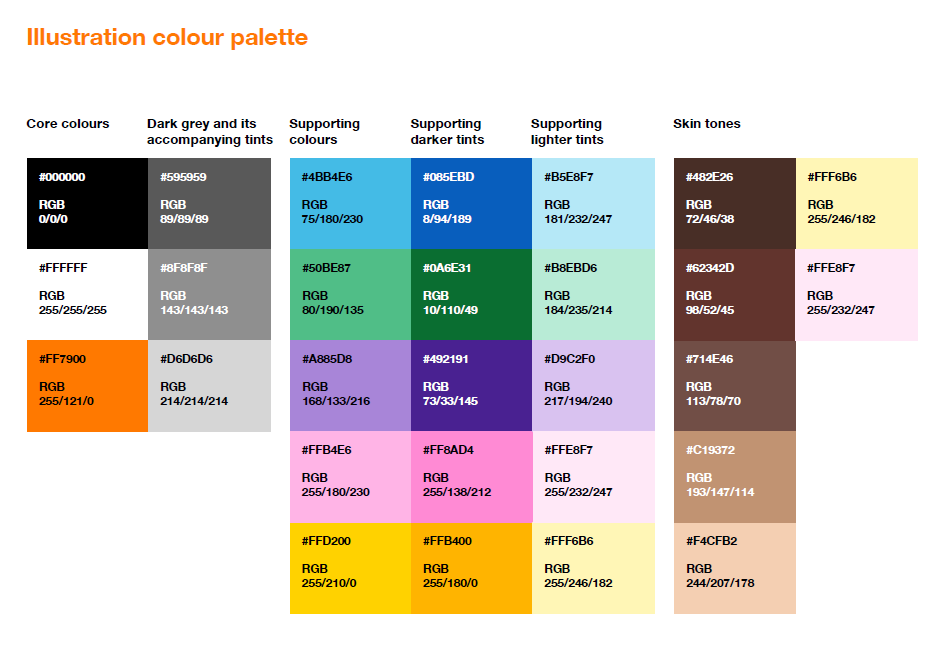 Illustration colour palette
Core colours
Dark grey and its
accompanying tints
Supporting
colours
Supporting
darker tints
Supporting
lighter tints
Skin tones
#000000
RGB
0/0/0
#595959
RGB
89/89/89
#4BB4E6
RGB
75/180/230
#085EBD
RGB
8/94/189
#B5E8F7
RGB
181/232/247
#482E26
RGB
72/46/38
#FFF6B6
RGB
255/246/182
#FFFFFF
RGB
255/255/255
#8F8F8F
RGB
143/143/143
#50BE87
RGB
80/190/135
#0A6E31
RGB
10/110/49
#B8EBD6
RGB
184/235/214
#62342D
RGB
98/52/45
#FFE8F7
RGB
255/232/247
#FF7900
RGB
255/121/0
#D6D6D6
RGB
214/214/214
#A885D8
RGB
168/133/216
#492191
RGB
73/33/145
#D9C2F0
RGB
217/194/240
#714E46
RGB
113/78/70
#FFB4E6
RGB
255/180/230
#FF8AD4
RGB
255/138/212
#FFE8F7
RGB
255/232/247
#C19372
RGB
193/147/114
#FFD200
RGB
255/210/0
#FFB400
RGB
255/180/0
#FFF6B6
RGB
255/246/182
#F4CFB2
RGB
244/207/178